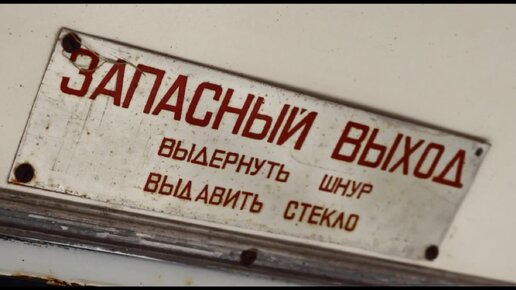 ЗАПАСНЫЙ ВЫХОД
ВЫДЕРНУТЬ ШНУР
ВЫДАВИТЬ СТЕКЛО